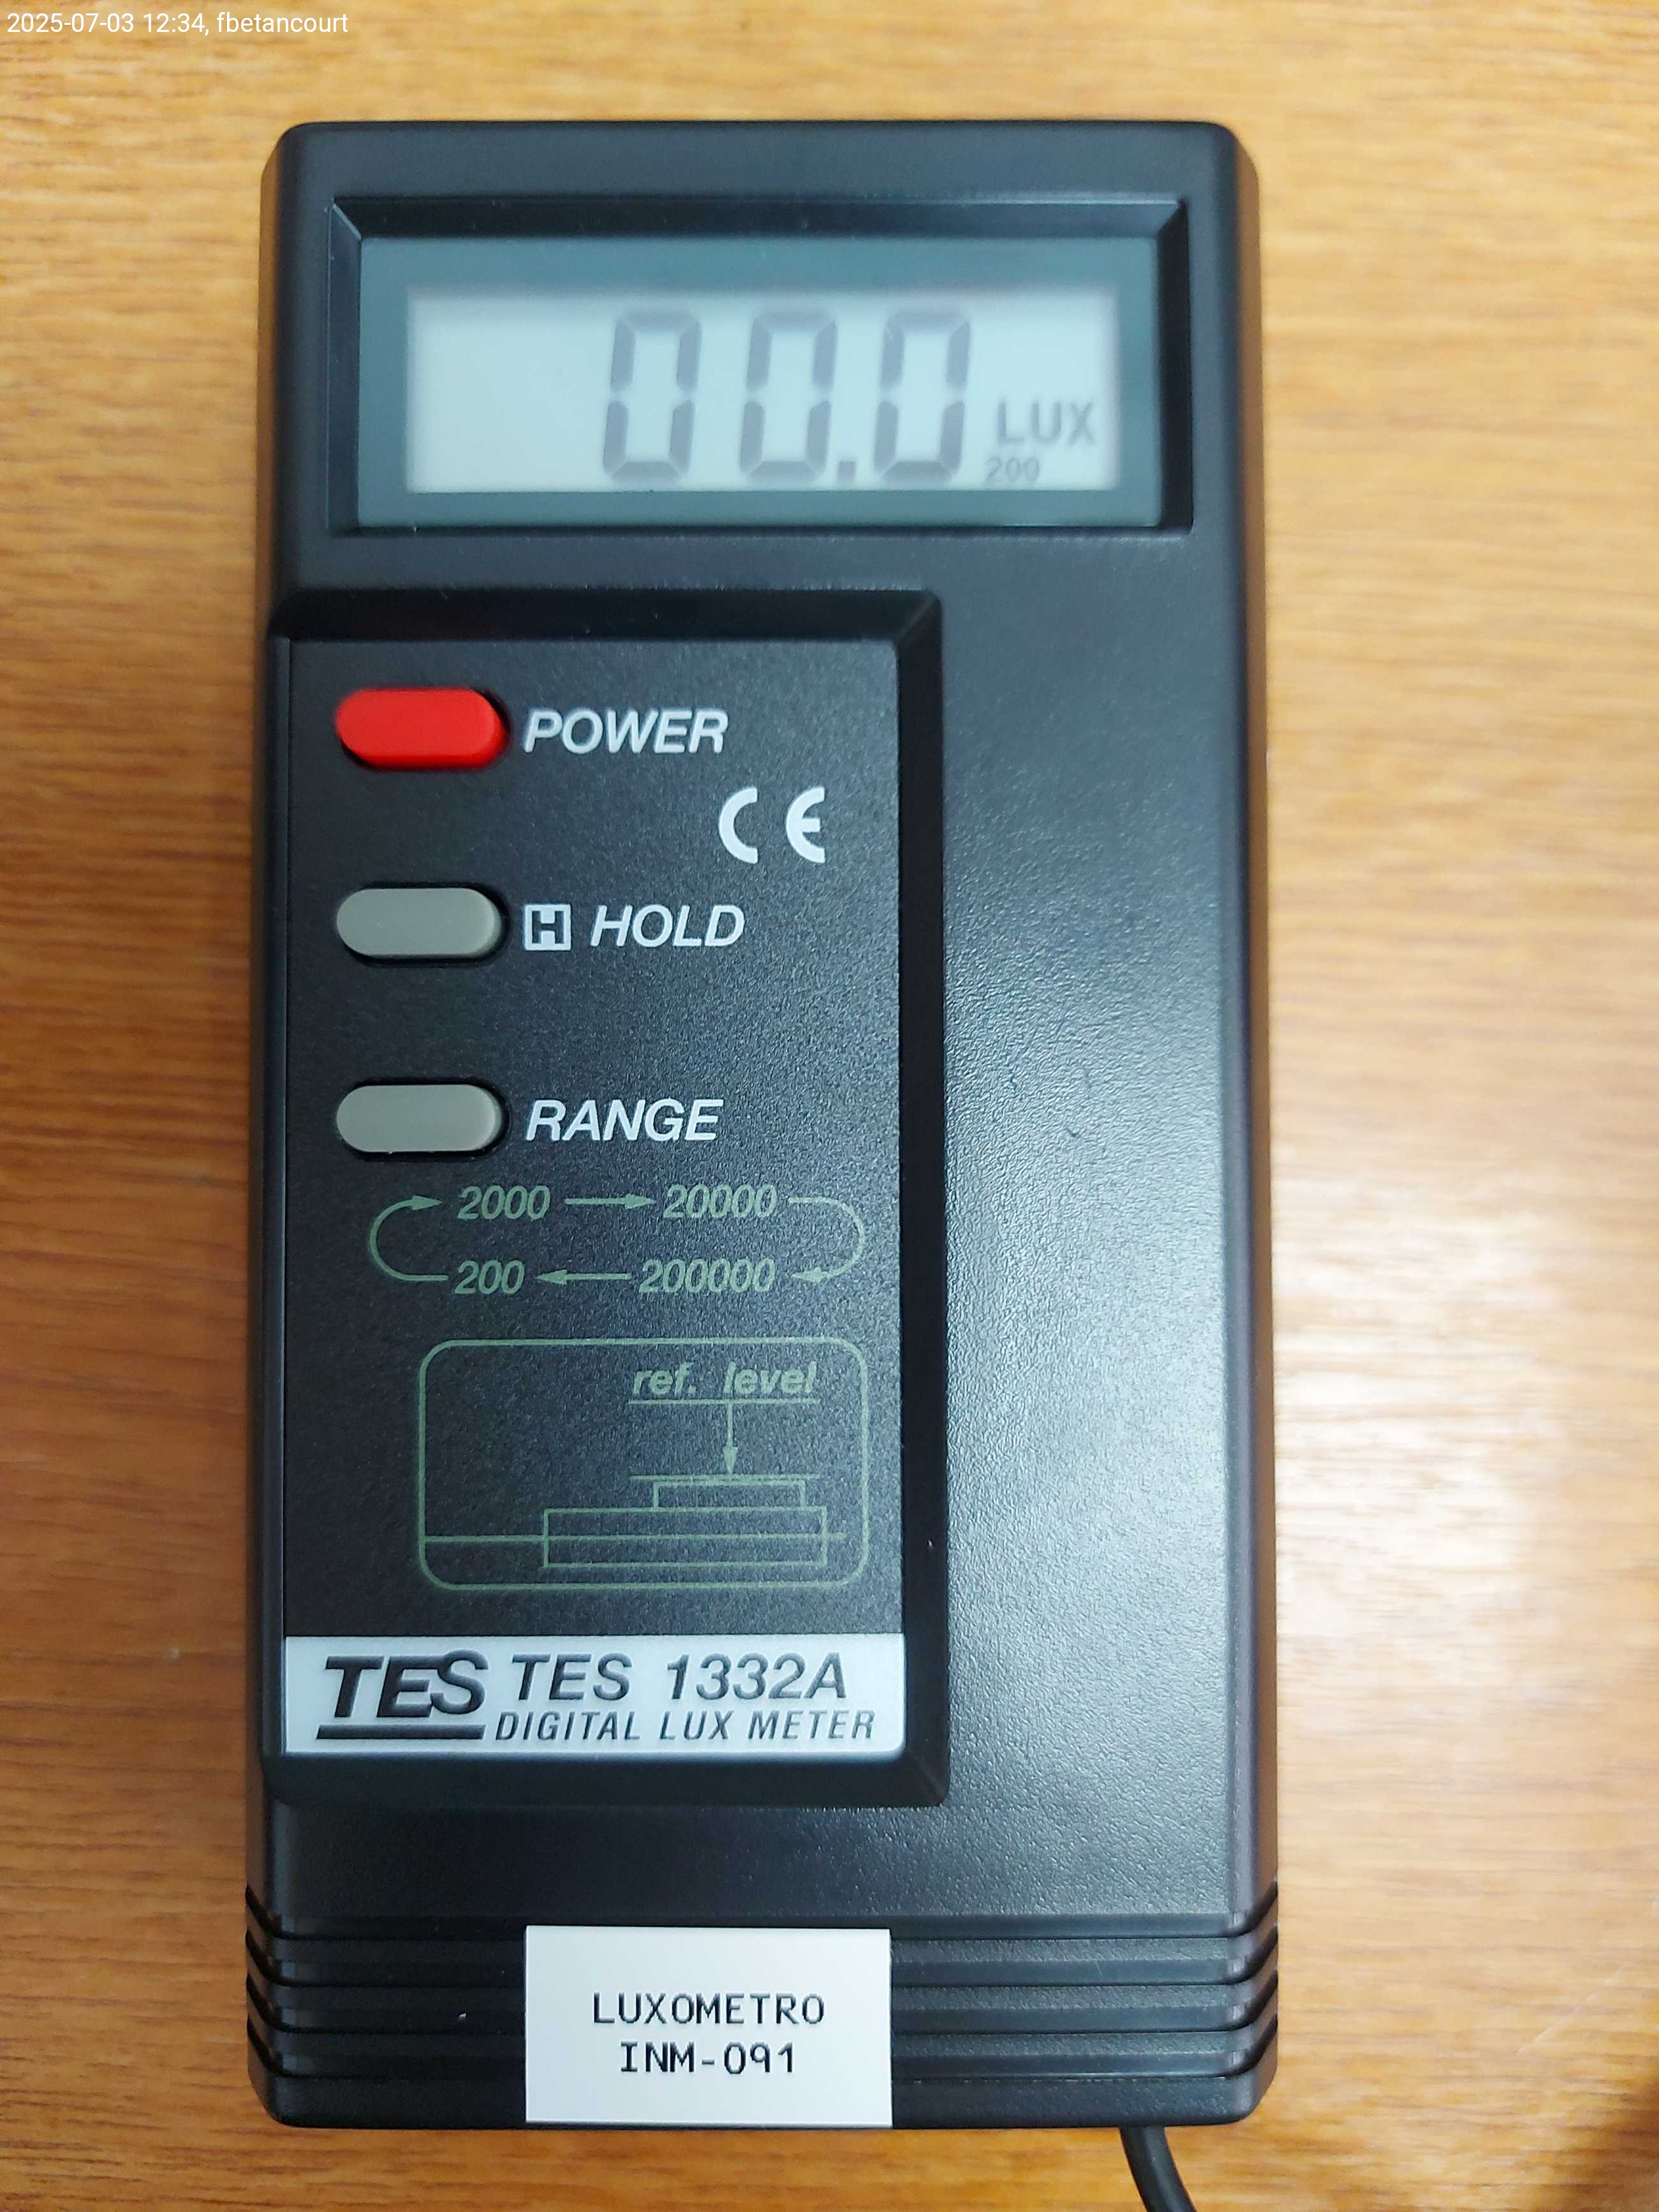 2025-07-03 12:34, fbetancourt
00.0 LUX
200
POWER
CE
H HOLD
RANGE
2000 20000
200 200000
ref. level
TES TES 1332A
DIGITAL LUX METER
LUXOMETRO
INM-091